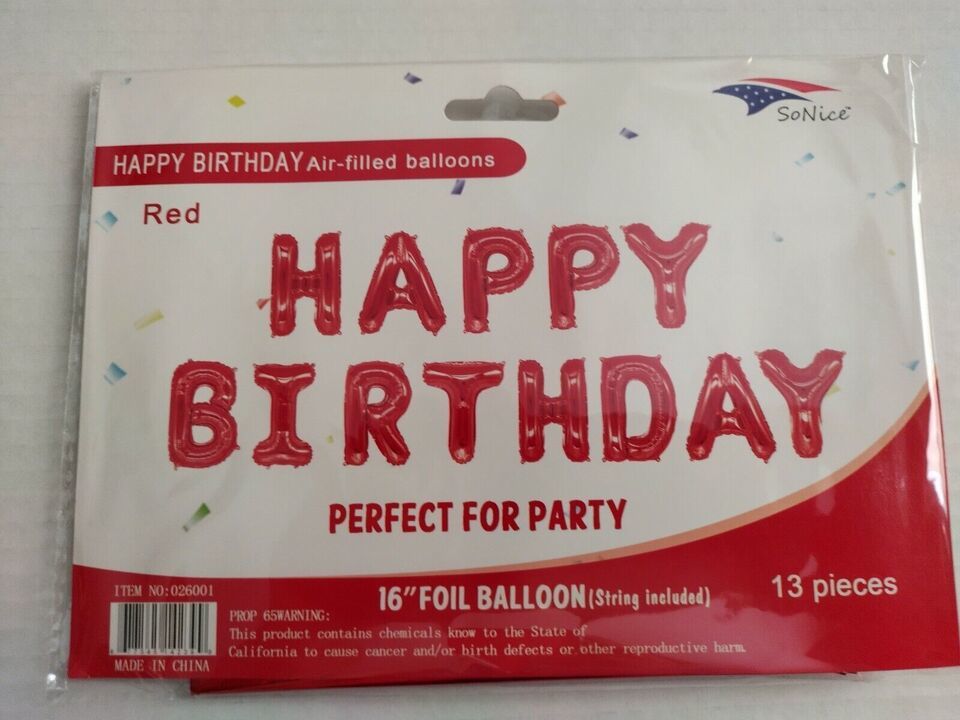 SoNice™
HAPPY BIRTHDAY Air-filled balloons
Red
HAPPY
BIRTHDAY
PERFECT FOR PARTY
ITEM NO:026001
16"FOIL BALLOON(String included)
13 pieces
PROP 65WARNING:
This product contains chemicals know to the State of
California to cause cancer and/or birth defects or other reproductive harm.
MADE IN CHINA